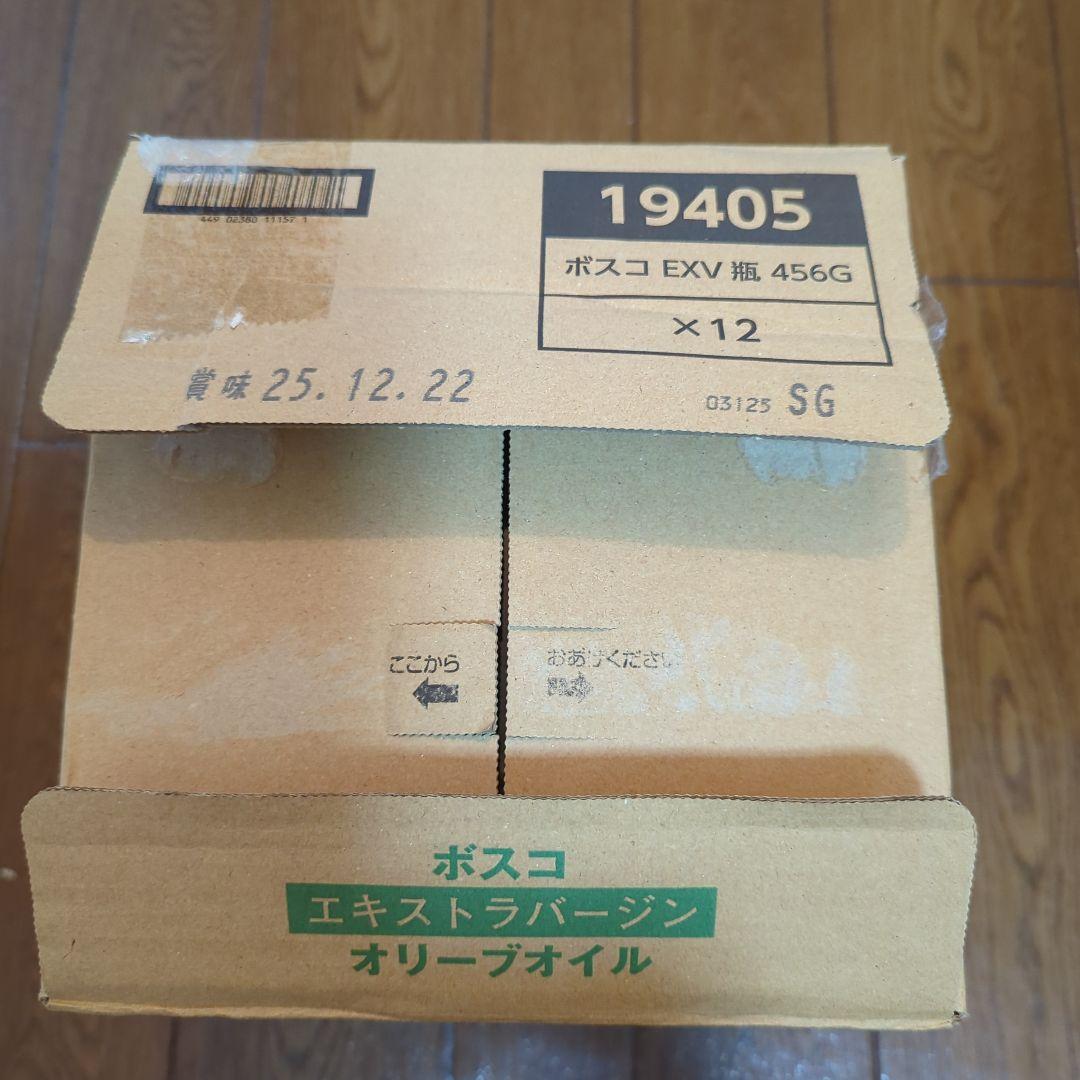 449 02380 11157 1
19405
ボスコ EXV 瓶 456G
×12
賞味 25.12.22
03125 SG
ここから
おあけください
ボスコ
エキストラバージン
オリーブオイル